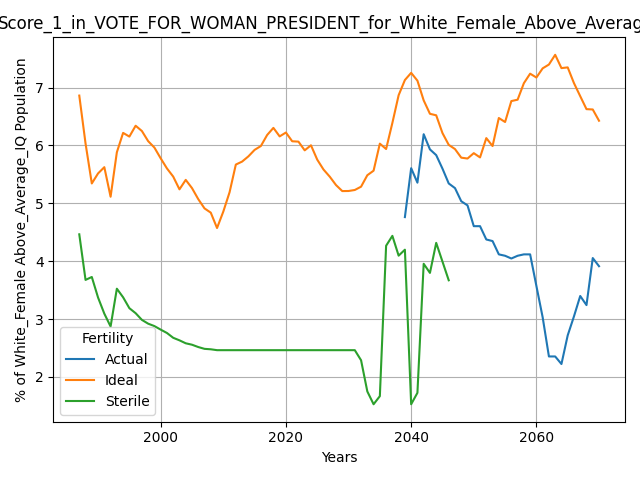 Score_1_in_VOTE_FOR_WOMAN_PRESIDENT_for_White_Female_Above_Averag
% of White_Female Above_Average_IQ Population
7
6
5
4
3
2
Fertility
Actual
Ideal
Sterile
2000
2020
2040
2060
Years